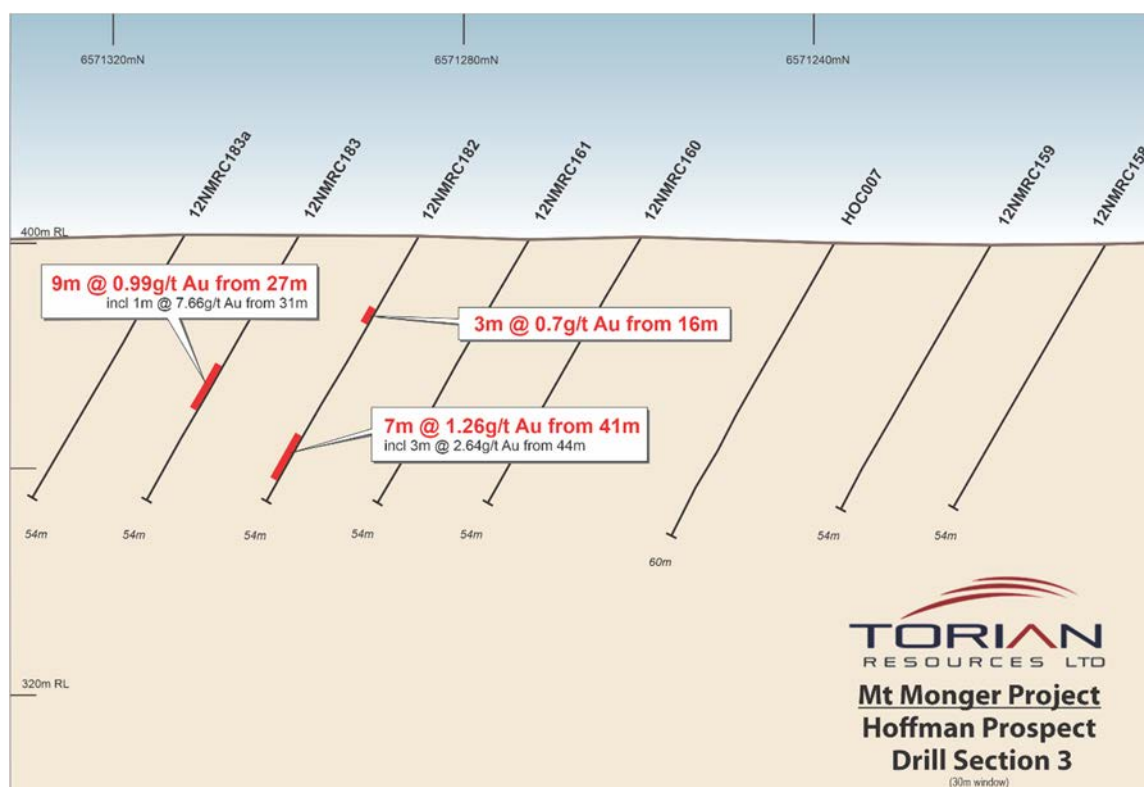 6571320mN
6571280mN
6571240mN
12NMRC183a
12NMRC183
12NMRC182
12NMRC161
12NMRC160
HOC007
12NMRC159
12NMRC158
400m RL
9m @ 0.99g/t Au from 27m
incl 1m @ 7.66g/t Au from 31m
3m @ 0.7g/t Au from 16m
7m @ 1.26g/t Au from 41m
incl 3m @ 2.64g/t Au from 44m
54m
54m
54m
54m
54m
60m
54m
54m
320m RL
TORIAN
RESOURCES LTD
Mt Monger Project
Hoffman Prospect
Drill Section 3
(30m window)